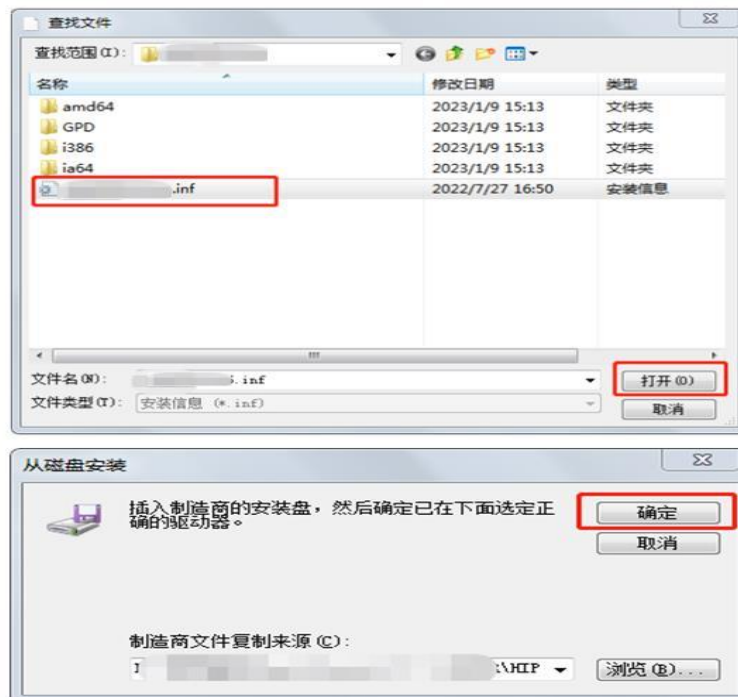 查找文件
查找范围(I):
名称 修改日期 类型
amd64 2023/1/9 15:13 文件夹
GPD 2023/1/9 15:13 文件夹
i386 2023/1/9 15:13 文件夹
ia64 2023/1/9 15:13 文件夹
.inf 2022/7/27 16:50 安装信息
文件名(N): .inf 打开(O)
文件类型(T): 安装信息 (*.inf) 取消
从磁盘安装
插入制造商的安装盘，然后确定已在下面选定正
确的驱动器。
确定
取消
制造商文件复制来源(C):
\HIP 浏览(B)...